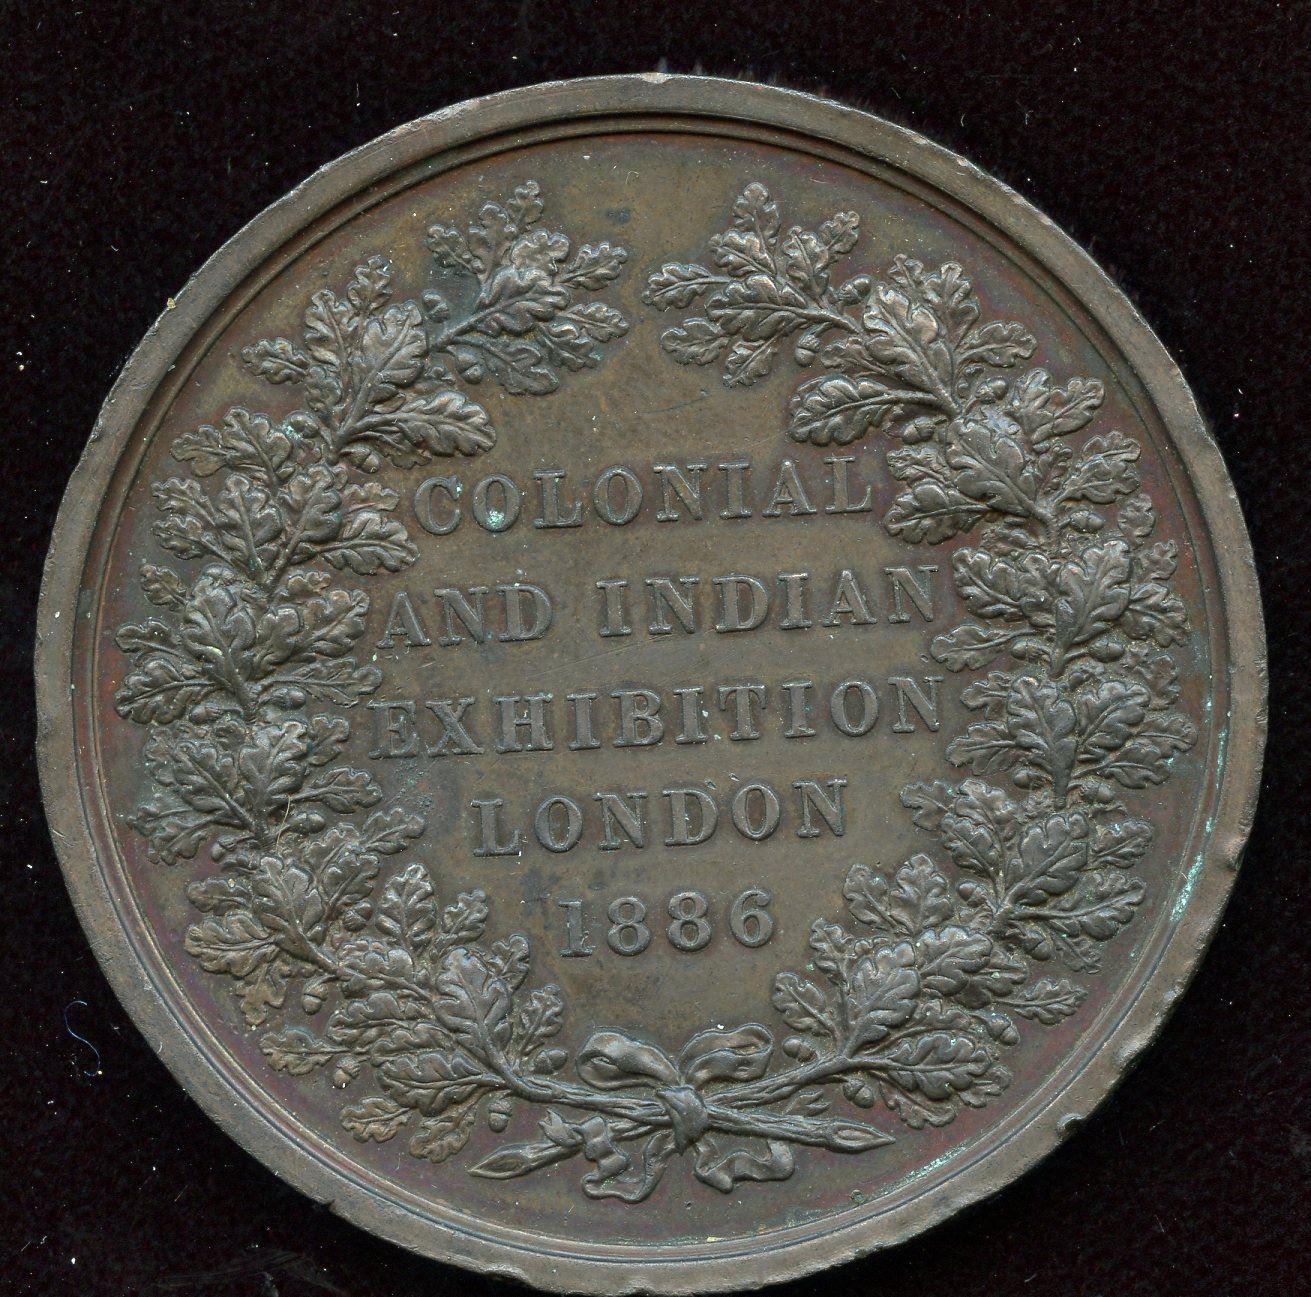 COLONIAL
AND INDIAN
EXHIBITION
LONDON
1886